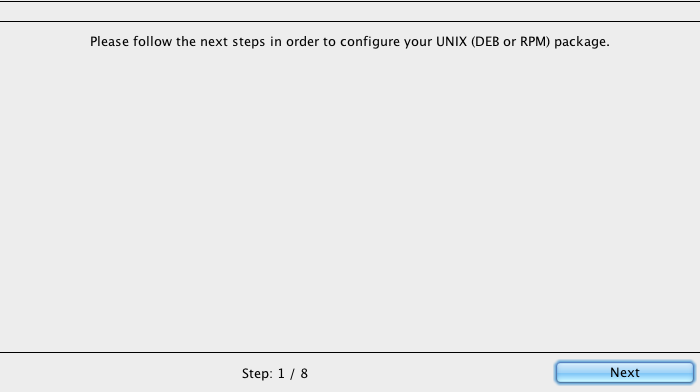 Please follow the next steps in order to configure your UNIX (DEB or RPM) package.
Step: 1 / 8
Next